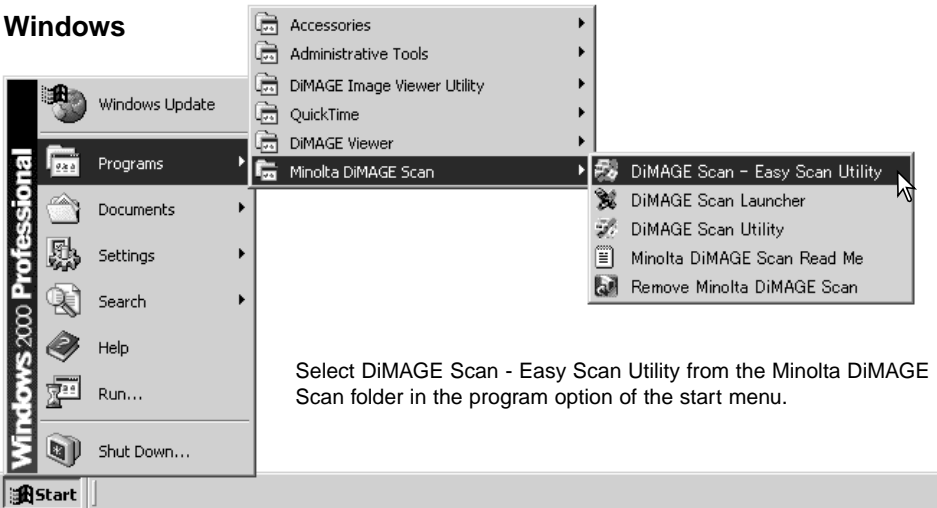 Windows
Accessories
Administrative Tools
DiMAGE Image Viewer Utility
QuickTime
DiMAGE Viewer
Minolta DiMAGE Scan
DiMAGE Scan - Easy Scan Utility
DiMAGE Scan Launcher
DiMAGE Scan Utility
Minolta DiMAGE Scan Read Me
Remove Minolta DiMAGE Scan
Windows 2000 Professional
Windows Update
Programs
Documents
Settings
Search
Help
Run...
Shut Down...
Start
Select DiMAGE Scan - Easy Scan Utility from the Minolta DiMAGE
Scan folder in the program option of the start menu.